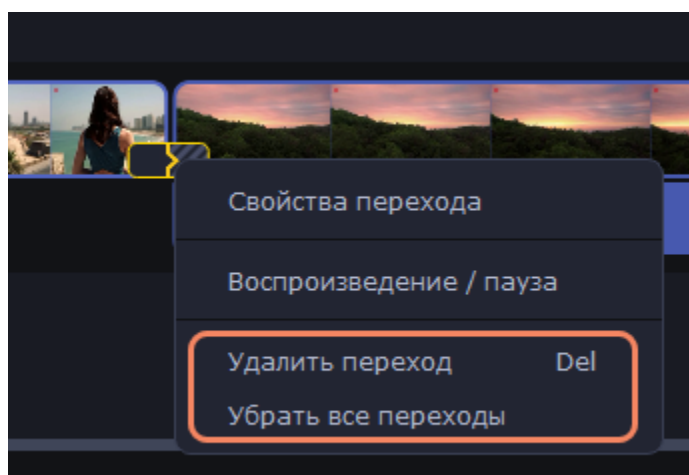 Свойства перехода
Воспроизведение / пауза
Удалить переход Del
Убрать все переходы